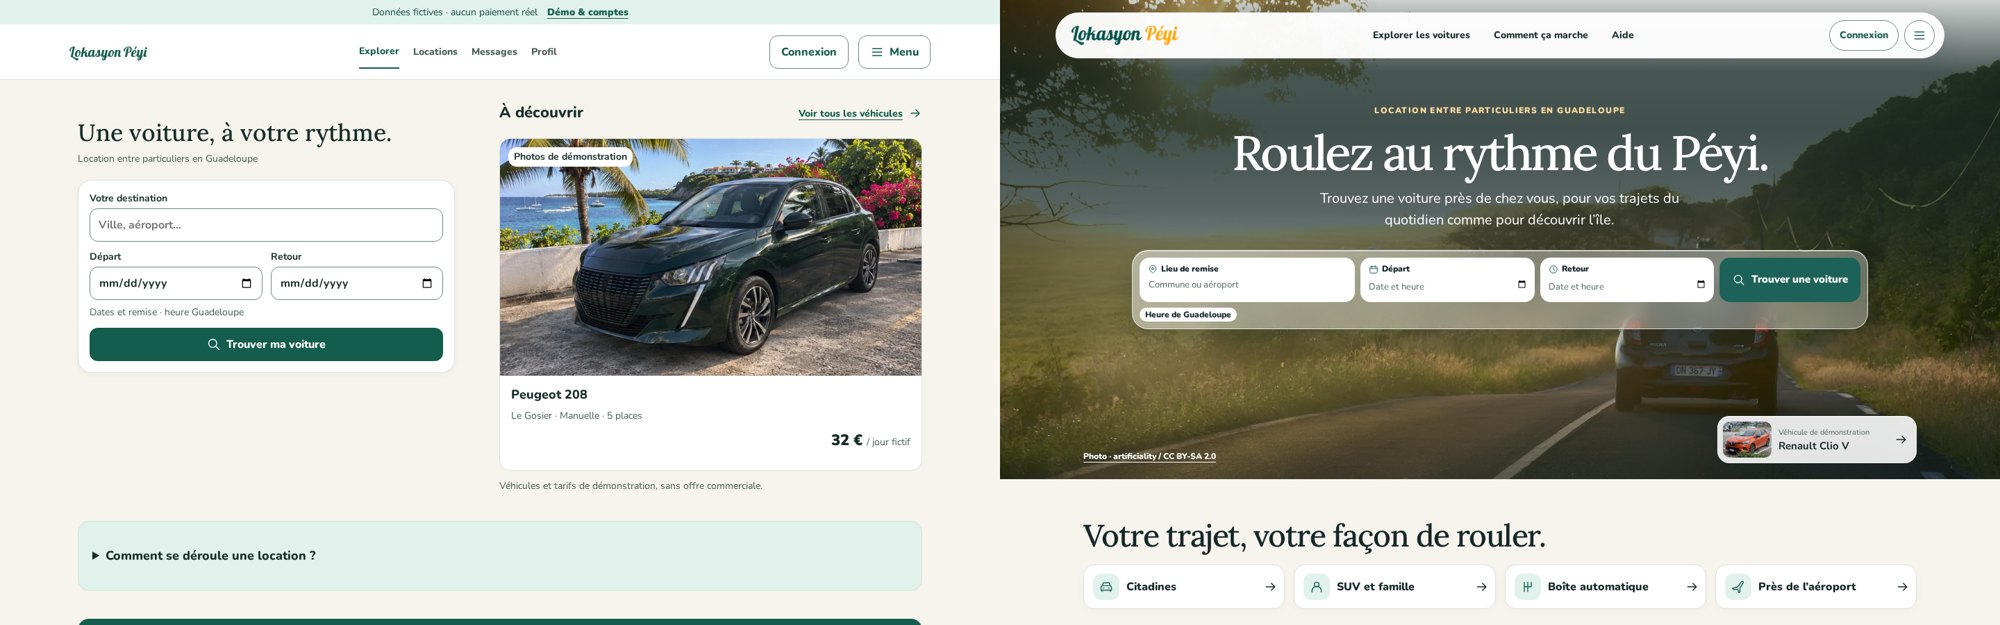 Données fictives · aucun paiement réel Démo & comptes
Lokasyon Péyi
Explorer Locations Messages Profil
Connexion Menu
Une voiture, à votre rythme.
Location entre particuliers en Guadeloupe
Votre destination
Ville, aéroport...
Départ Retour
mm/dd/yyyy mm/dd/yyyy
Dates et remise · heure Guadeloupe
Trouver ma voiture
À découvrir Voir tous les véhicules
Photos de démonstration
Peugeot 208
Le Gosier · Manuelle · 5 places
32 € / jour fictif
Véhicules et tarifs de démonstration, sans offre commerciale.
Comment se déroule une location ?
Lokasyon Péyi
Explorer les voitures Comment ça marche Aide
Connexion
LOCATION ENTRE PARTICULIERS EN GUADELOUPE
Roulez au rythme du Péyi.
Trouvez une voiture près de chez vous, pour vos trajets du
quotidien comme pour découvrir l'île.
Lieu de remise Départ Retour
Commune ou aéroport Date et heure Date et heure
Trouver une voiture
Heure de Guadeloupe
DN 367 JY
Véhicule de démonstration
Renault Clio V
Photo · artificiality / CC BY-SA 2.0
Votre trajet, votre façon de rouler.
Citadines SUV et famille Boîte automatique Près de l'aéroport